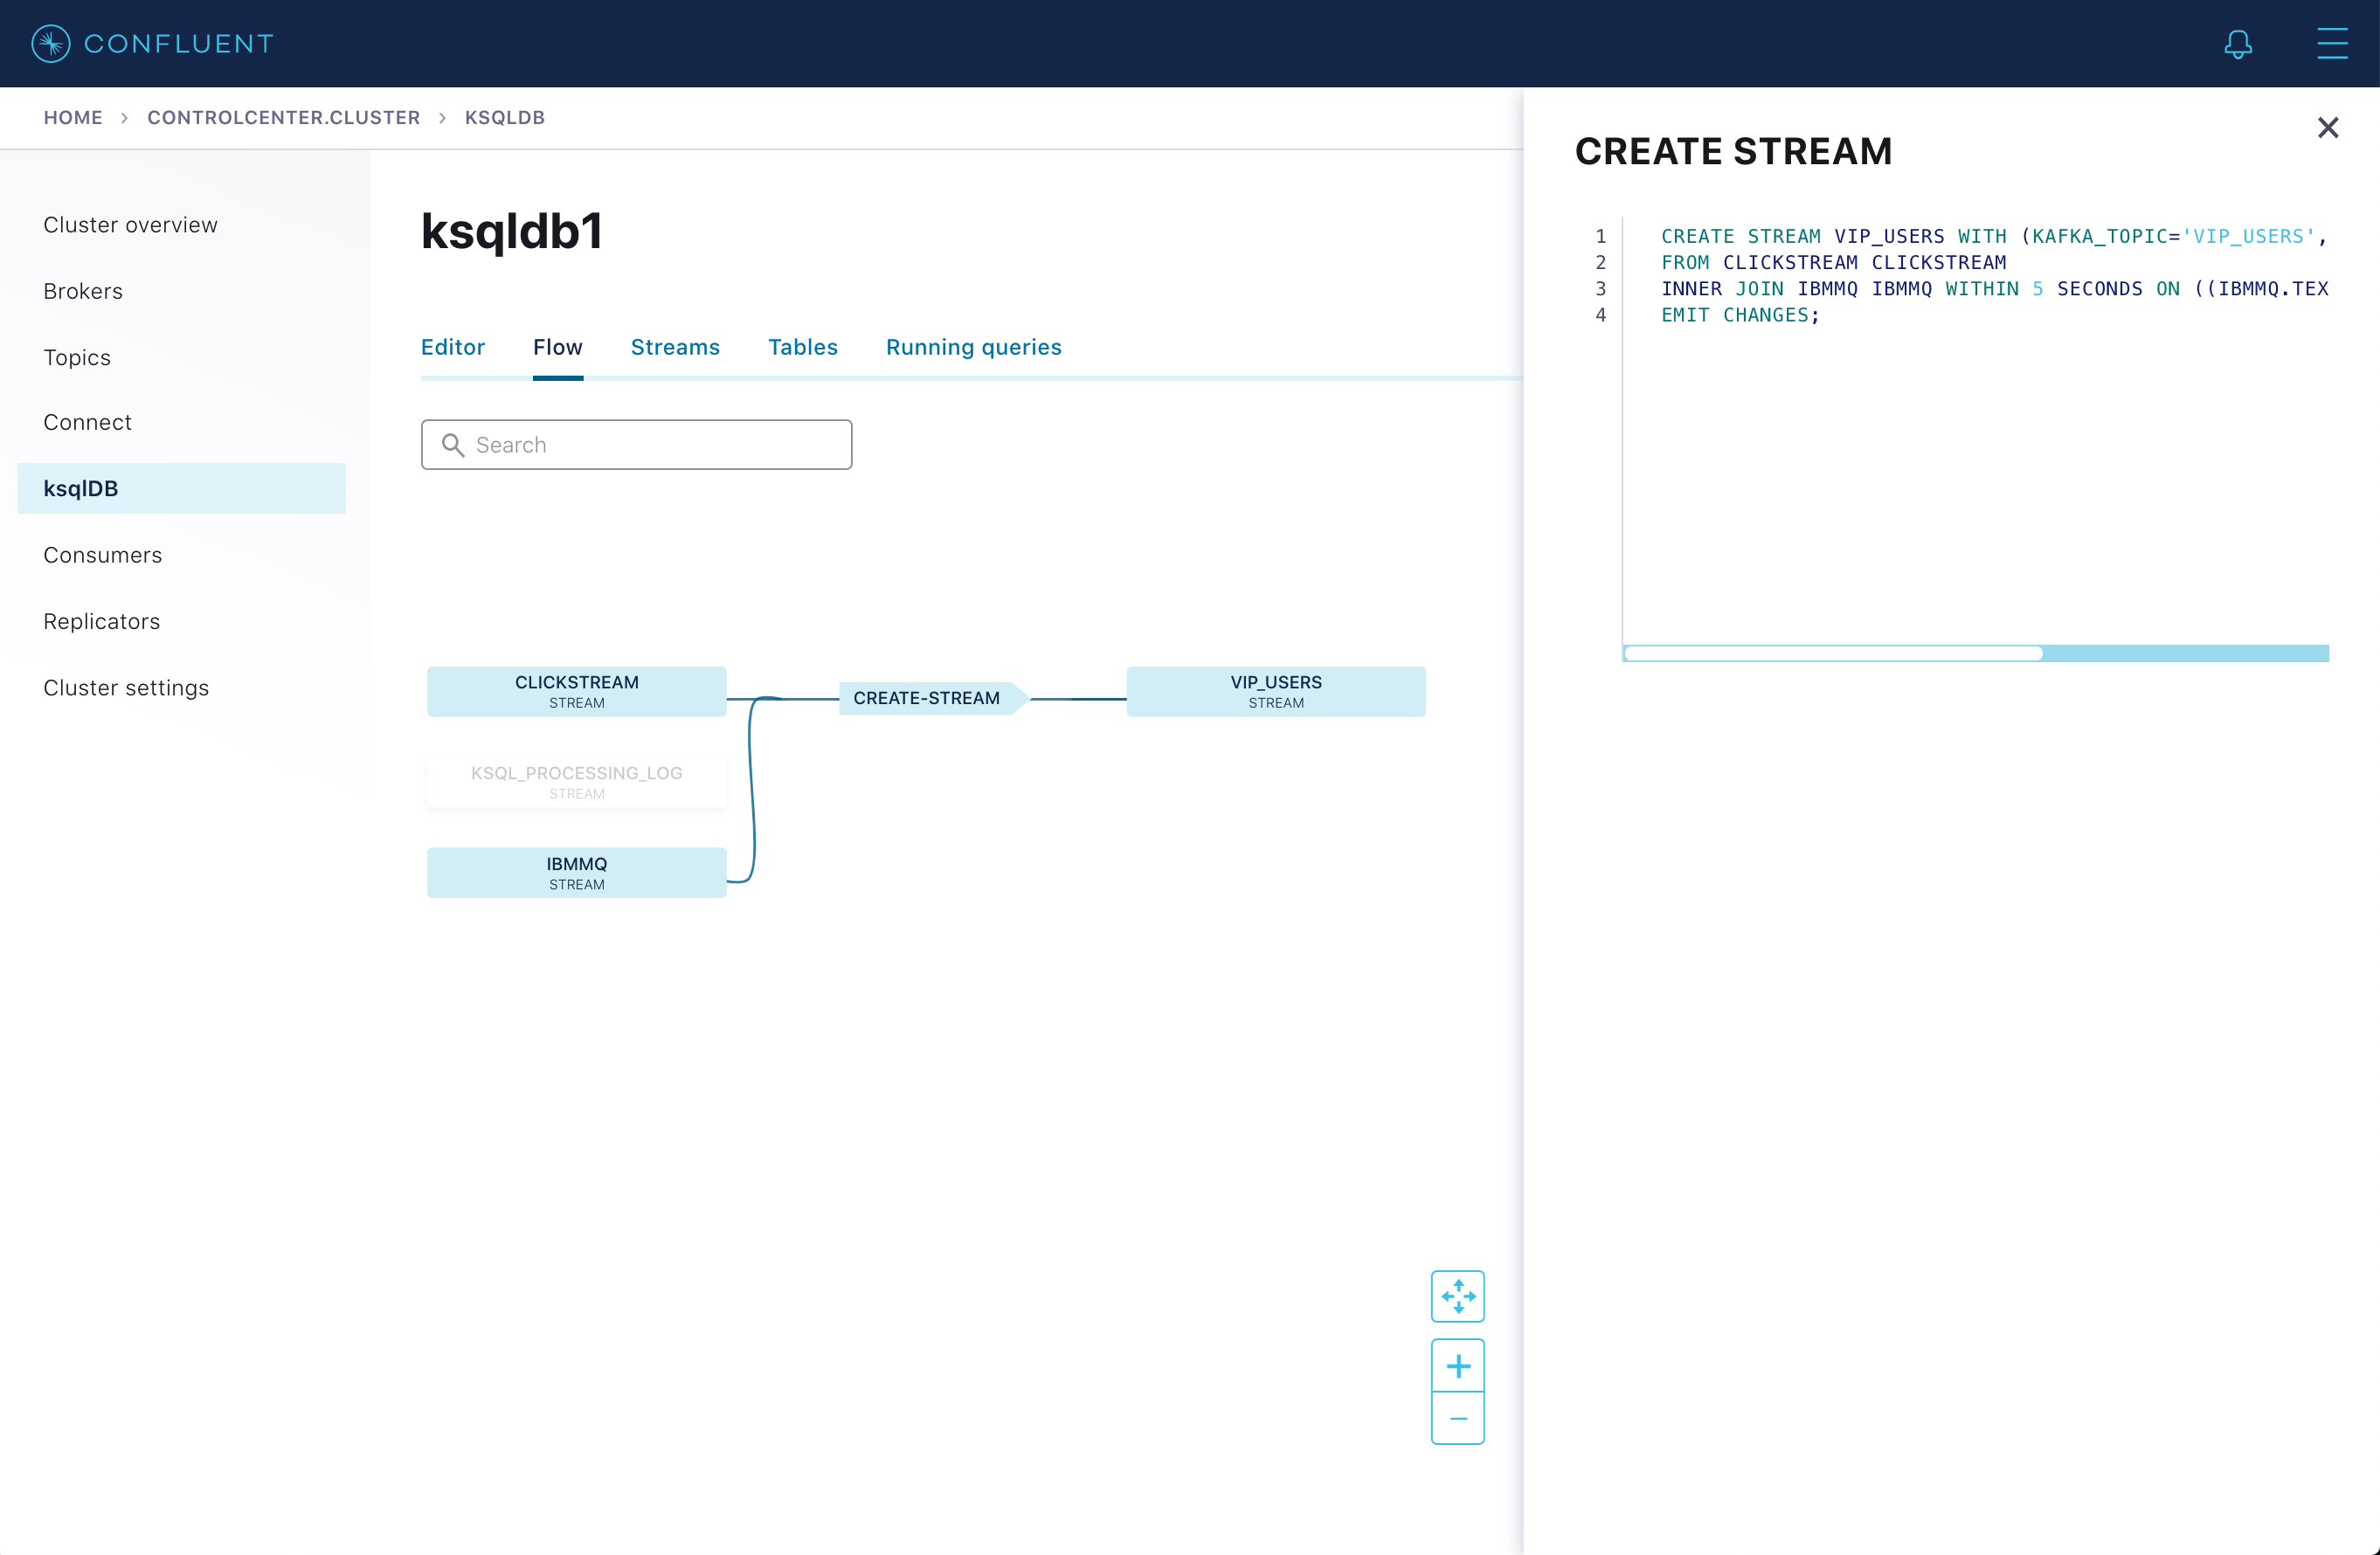 CONFLUENT
HOME > CONTROLCENTER.CLUSTER > KSQLDB
Cluster overview
Brokers
Topics
Connect
ksqlDB
Consumers
Replicators
Cluster settings
ksqldb1
Editor Flow Streams Tables Running queries
Search
CLICKSTREAM
STREAM
KSQL_PROCESSING_LOG
STREAM
IBMMQ
STREAM
CREATE-STREAM
VIP_USERS
STREAM
CREATE STREAM
1 CREATE STREAM VIP_USERS WITH (KAFKA_TOPIC='VIP_USERS',
2 FROM CLICKSTREAM CLICKSTREAM
3 INNER JOIN IBMMQ IBMMQ WITHIN 5 SECONDS ON ((IBMMQ.TEX
4 EMIT CHANGES;